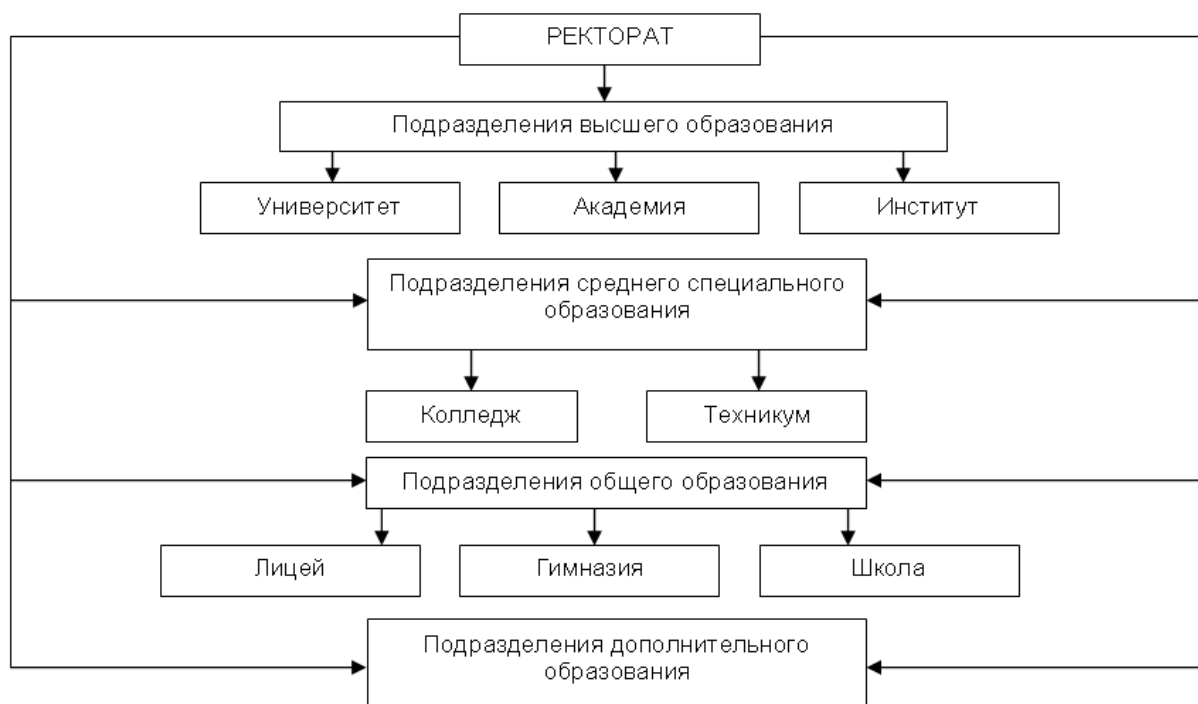 РЕКТОРАТ
Подразделения высшего образования
Университет
Академия
Институт
Подразделения среднего специального
образования
Колледж
Техникум
Подразделения общего образования
Лицей
Гимназия
Школа
Подразделения дополнительного
образования